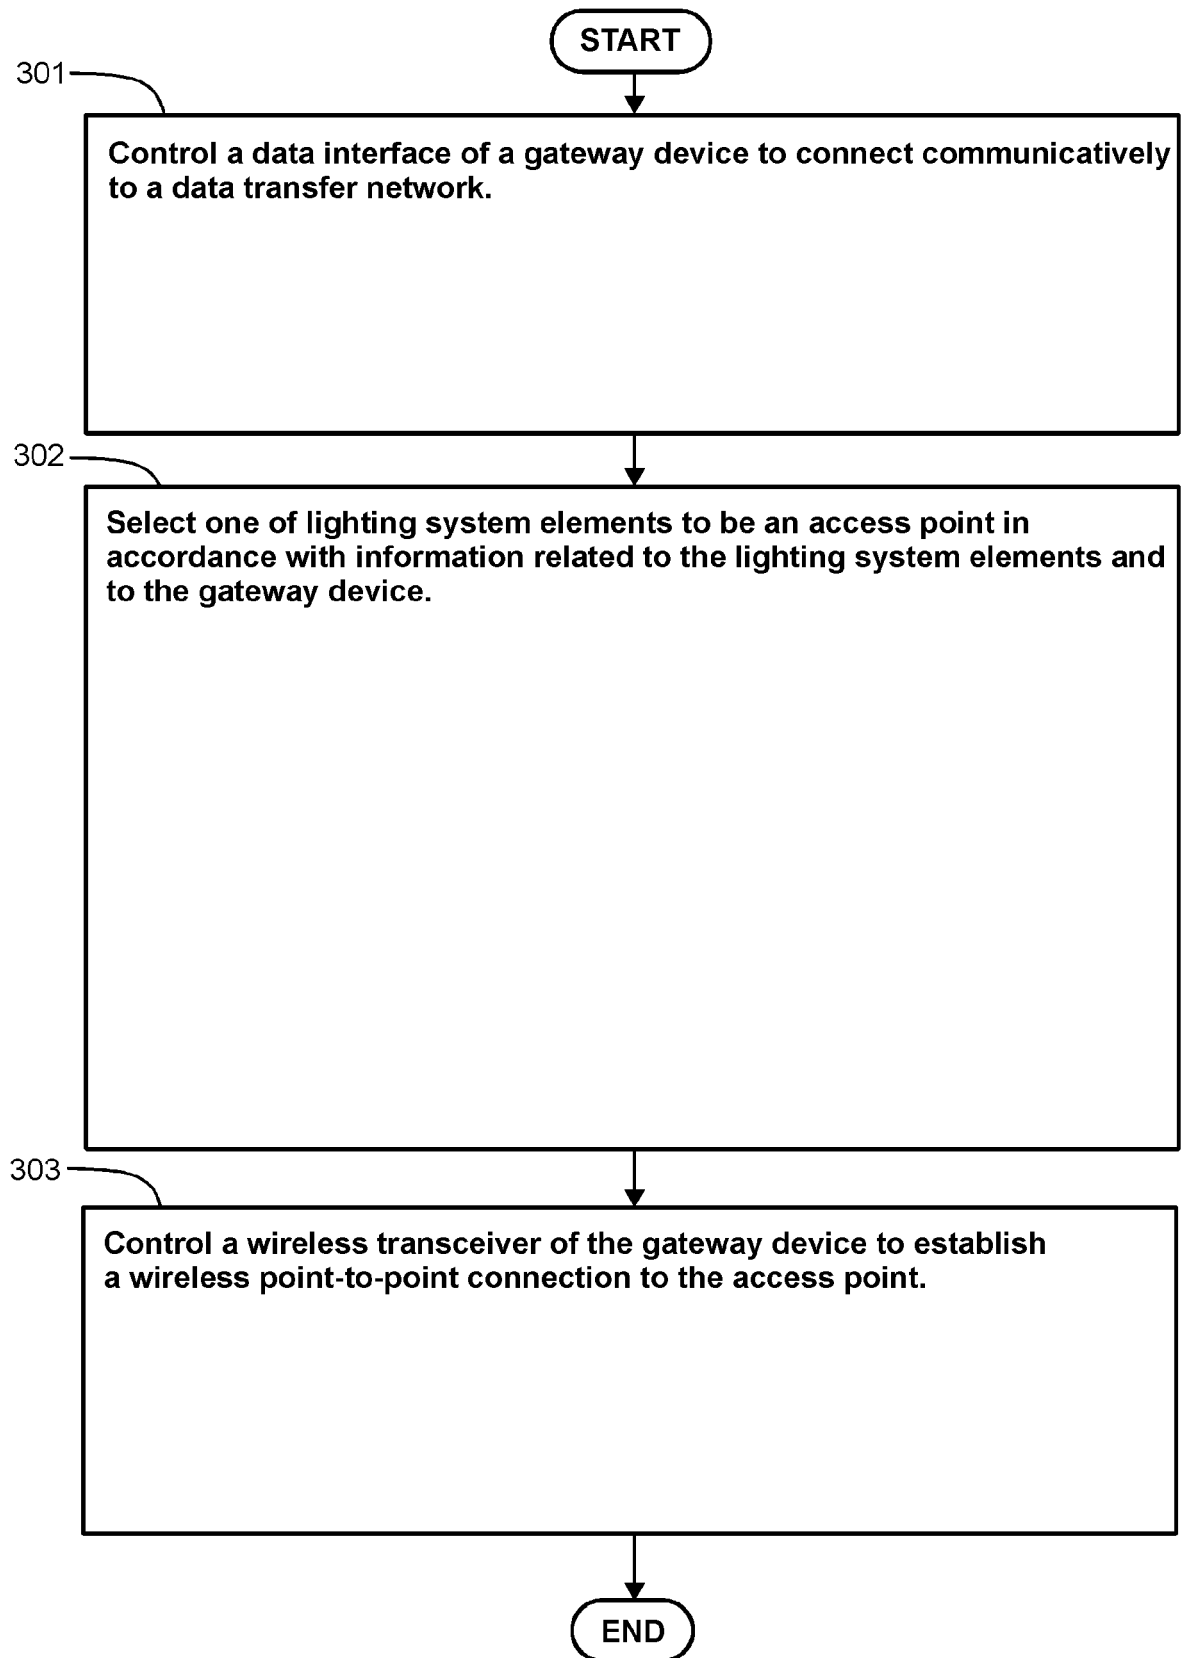 START
301
Control a data interface of a gateway device to connect communicatively
to a data transfer network.
302
Select one of lighting system elements to be an access point in
accordance with information related to the lighting system elements and
to the gateway device.
303
Control a wireless transceiver of the gateway device to establish
a wireless point-to-point connection to the access point.
END